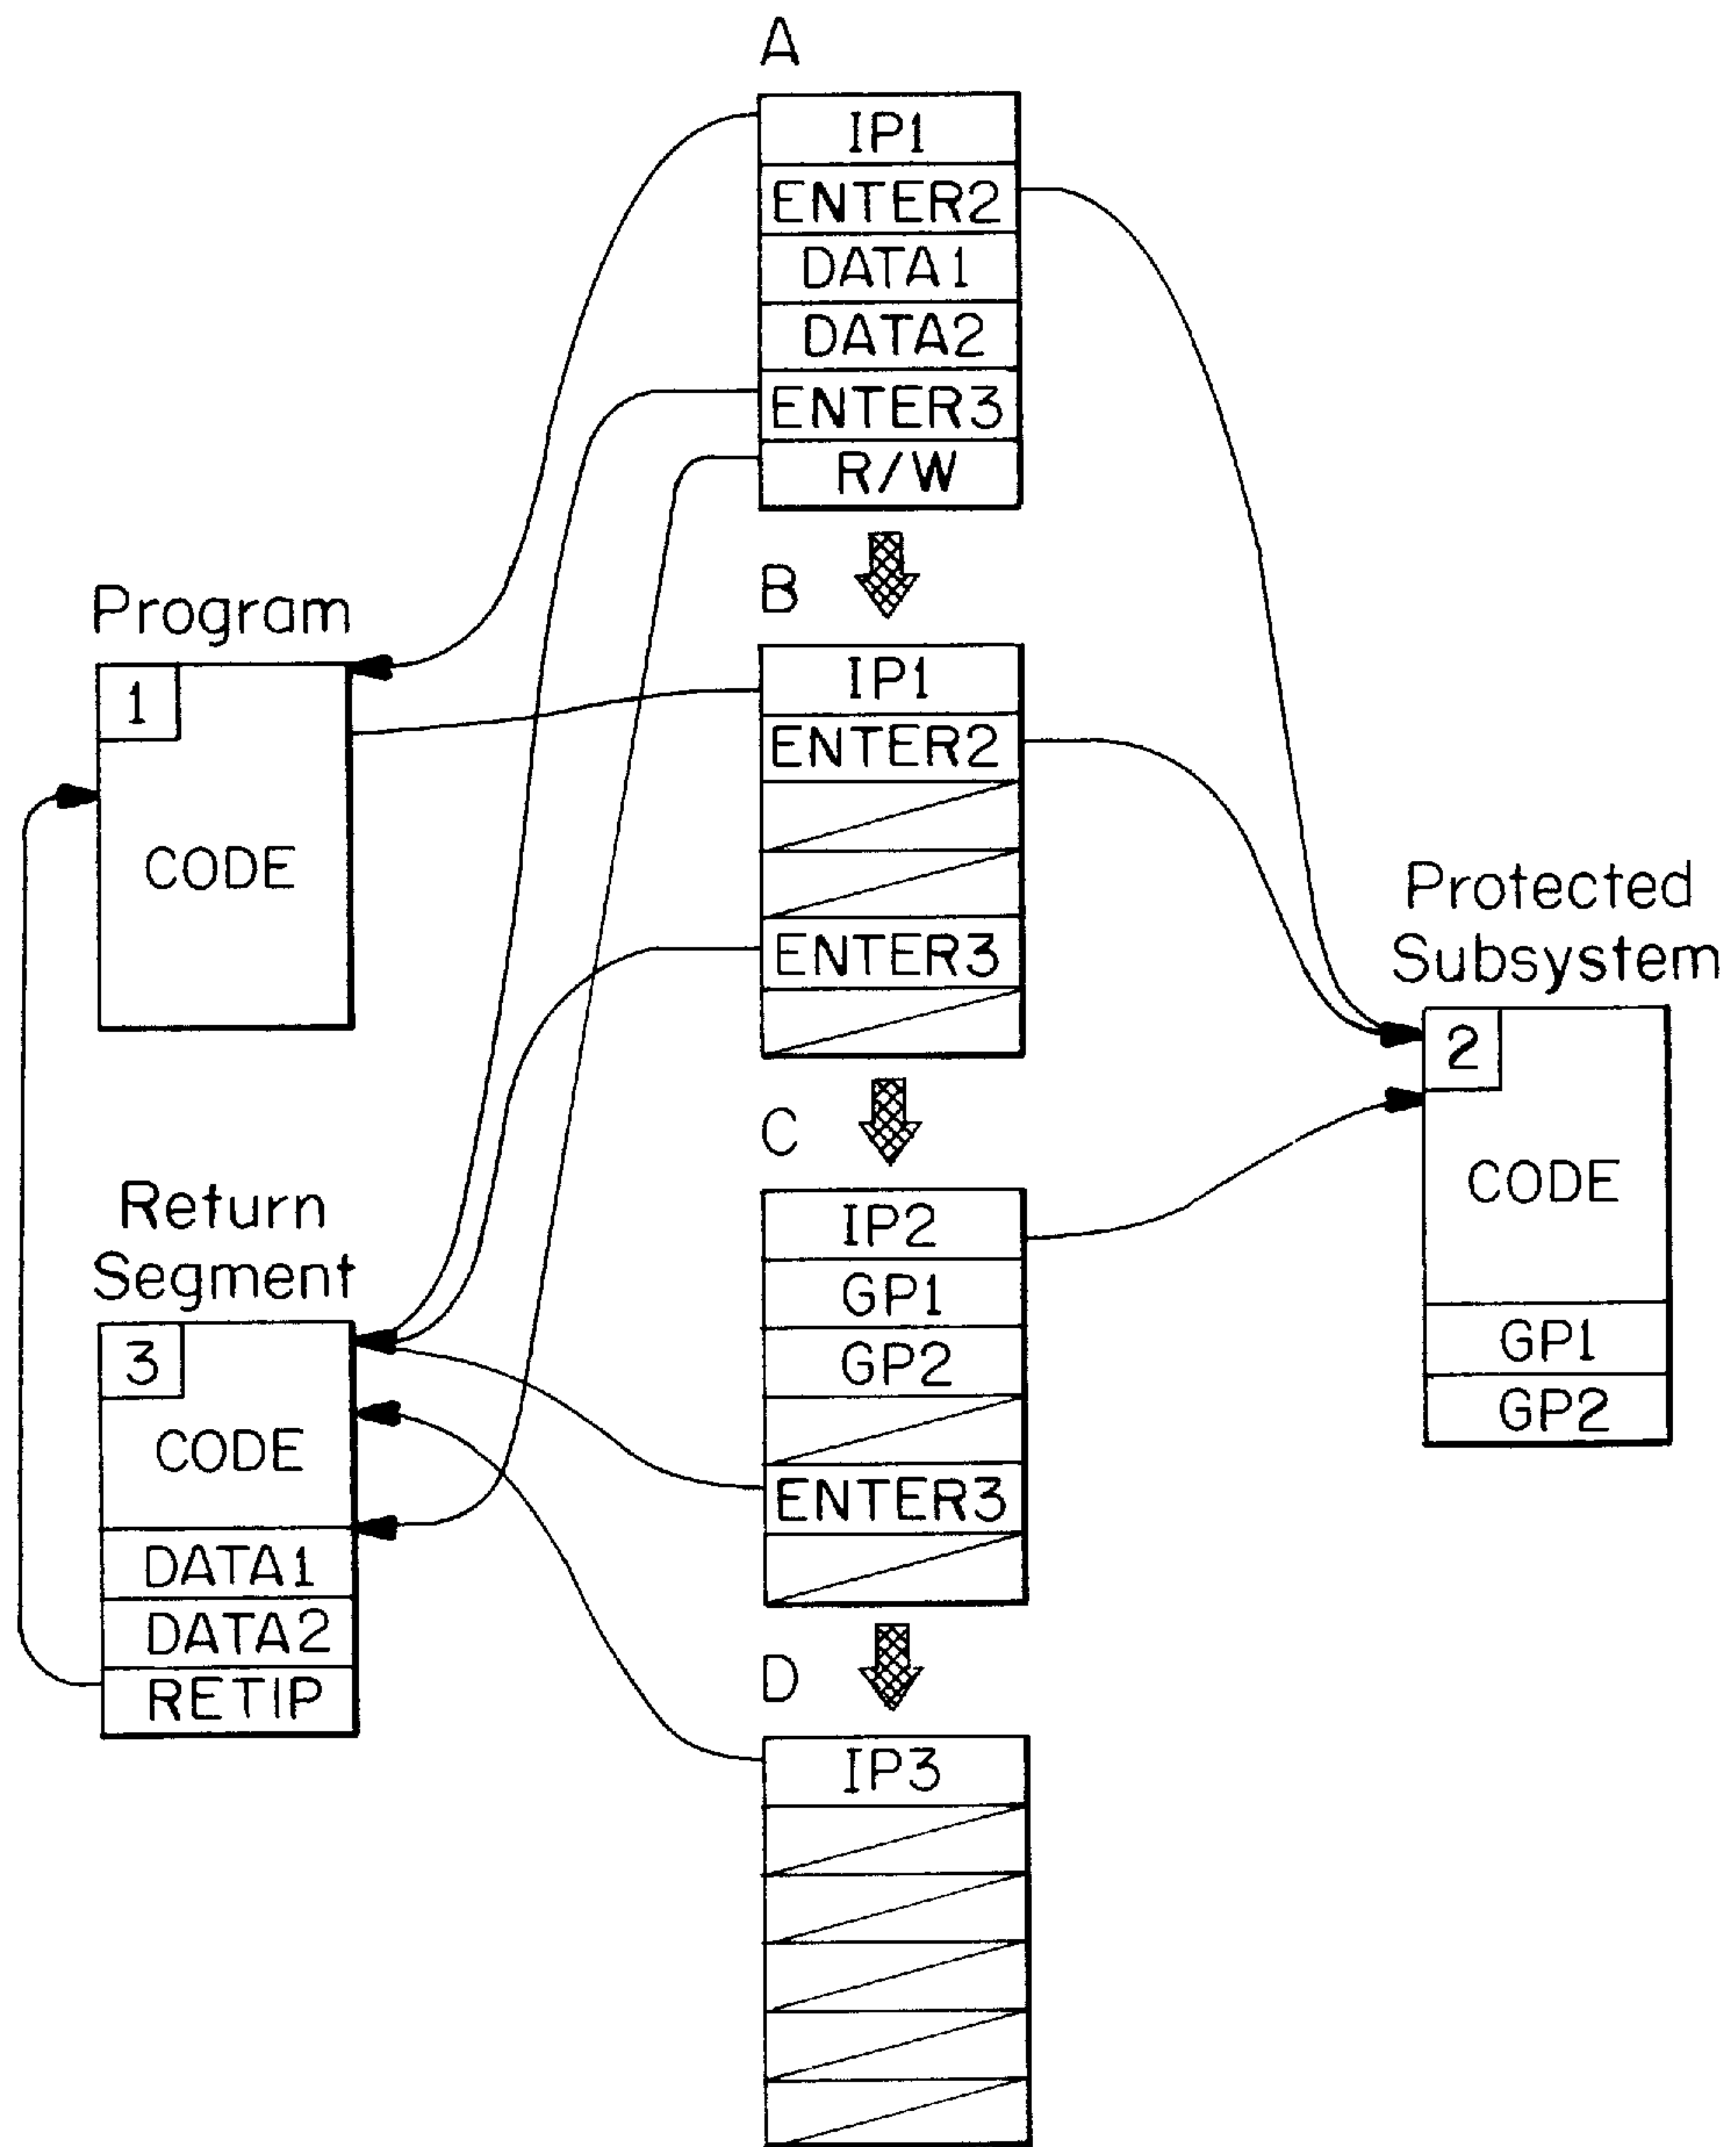 A
IP1
ENTER2
DATA1
DATA2
ENTER3
R/W
B
IP1
ENTER2
ENTER3
C
IP2
GP1
GP2
ENTER3
D
IP3
Program
1
CODE
Return
Segment
3
CODE
DATA1
DATA2
RETIP
Protected
Subsystem
2
CODE
GP1
GP2